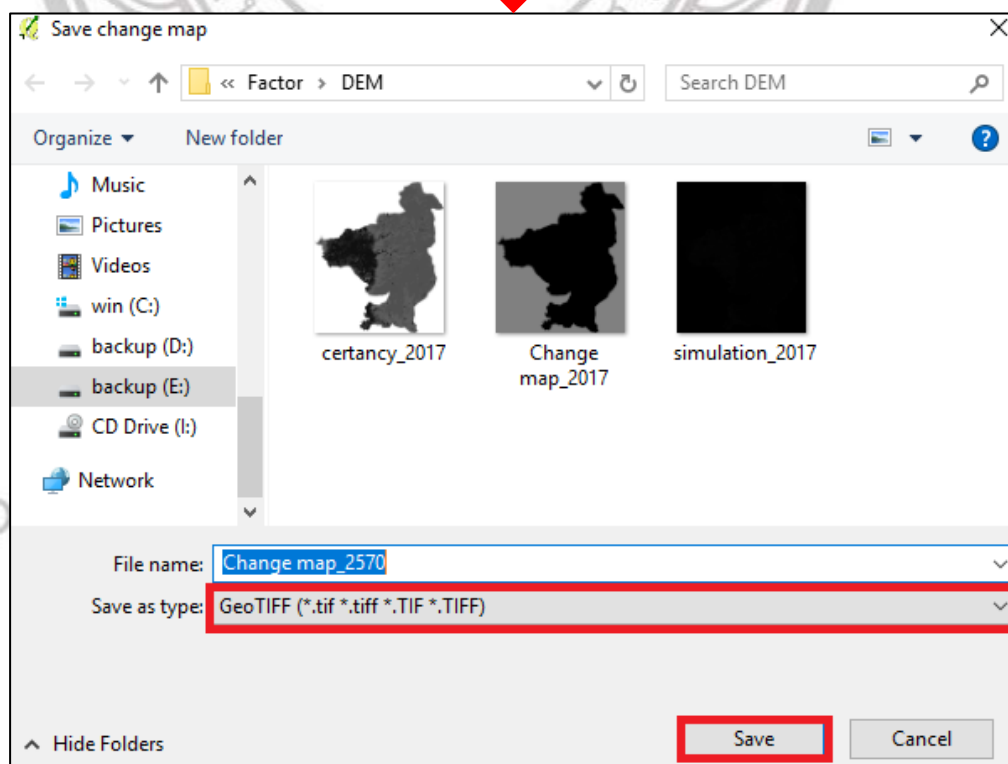 Save change map
« Factor > DEM
Search DEM
Organize
New folder
Music
Pictures
Videos
win (C:)
backup (D:)
backup (E:)
CD Drive (I:)
Network
certancy_2017
Change
map_2017
simulation_2017
File name: Change map_2570
Save as type: GeoTIFF (*.tif *.tiff *.TIF *.TIFF)
Hide Folders
Save
Cancel